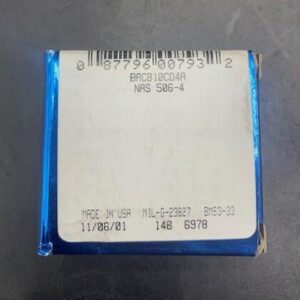 0 87796 00793 2
BACB10CD4A
NAS 506-4
MADE IN USA MIL-G-23827 BMS3-33
11/06/01 148 6978